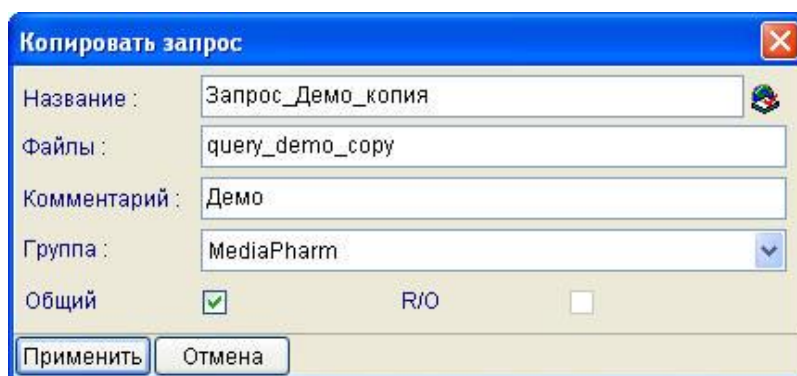 Копировать запрос
Название : Запрос_Демо_копия
Файлы : query_demo_copy
Комментарий : Демо
Группа : MediaPharm
Общий R/O
Применить Отмена